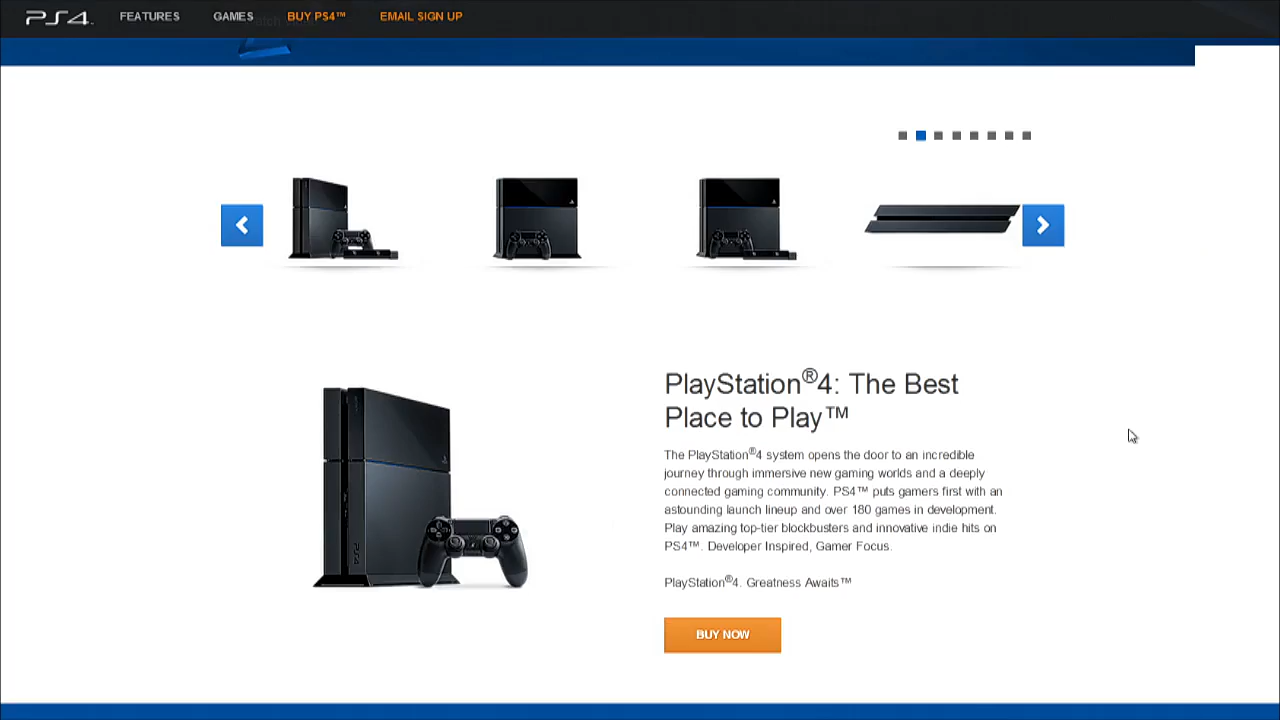 PS4™ FEATURES GAMES BUY PS4™ EMAIL SIGN UP
PlayStation®4: The Best
Place to Play™
The PlayStation®4 system opens the door to an incredible
journey through immersive new gaming worlds and a deeply
connected gaming community. PS4™ puts gamers first with an
astounding launch lineup and over 180 games in development.
Play amazing top-tier blockbusters and innovative indie hits on
PS4™. Developer Inspired, Gamer Focus.
PlayStation®4. Greatness Awaits™
BUY NOW
PS4